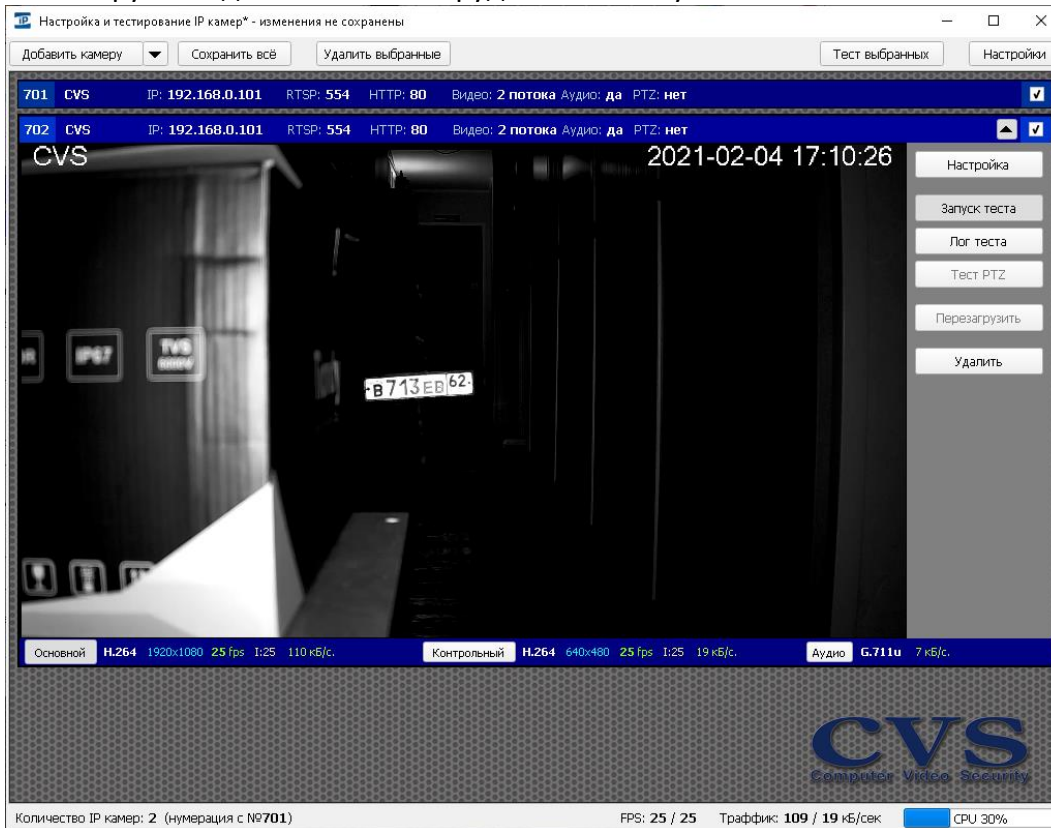 Настройка и тестирование IP камер* - изменения не сохранены
Добавить камеру Сохранить всё Удалить выбранные Тест выбранных Настройки
701 CVS IP: 192.168.0.101 RTSP: 554 HTTP: 80 Видео: 2 потока Аудио: да PTZ: нет
702 CVS IP: 192.168.0.101 RTSP: 554 HTTP: 80 Видео: 2 потока Аудио: да PTZ: нет
CVS 2021-02-04 17:10:26
Настройка
Запуск теста
Лог теста
Тест PTZ
Перезагрузить
Удалить
IP67 TVS
В713ЕВ 62
Основной H.264 1920x1080 25 fps I:25 110 кБ/с. Контрольный H.264 640x480 25 fps I:25 19 кБ/с. Аудио G.711u 7 кБ/с.
CVS
Computer Video Security
Количество IP камер: 2 (нумерация с №701) FPS: 25 / 25 Траффик: 109 / 19 кБ/сек CPU 30%